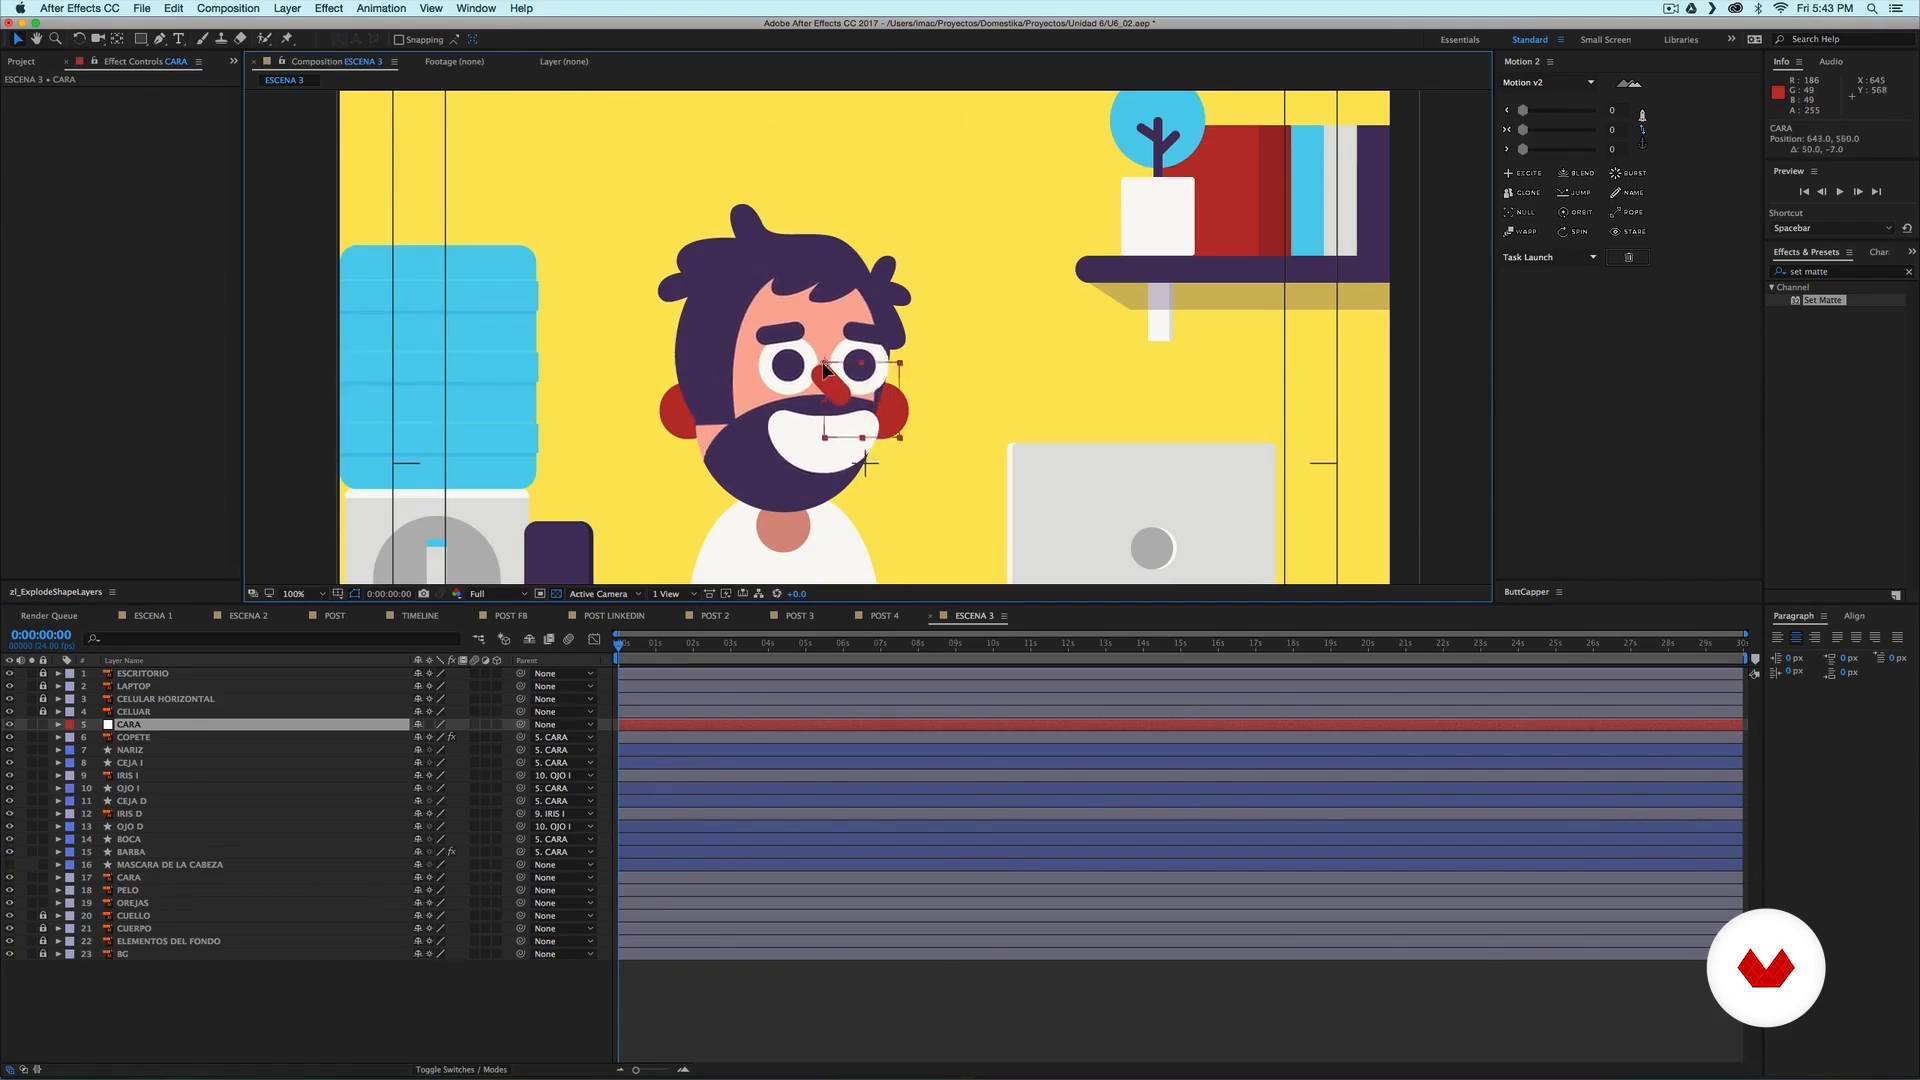 After Effects CC File Edit Composition Layer Effect Animation View Window Help Fri 5:43 PM
Adobe After Effects CC 2017 - /Users/imac/Proyectos/Domestika/Proyectos/Unidad 6/U6_02.aep *
Snapping Essentials Standard Small Screen Libraries Search Help
Project Effect Controls CARA Composition ESCENA 3 Footage (none) Layer (none) Motion 2 Info Audio
ESCENA 3 • CARA
ESCENA 3
Motion v2
R : 186
G : 49
B : 49
A : 255
X : 645
Y : 568
0
0
0
CARA
Position: 643.0, 560.0
Δ: 50.0, -7.0
Preview
EXCITE BLEND BURST
CLONE JUMP NAME
NULL ORBIT ROPE
WARP SPIN STARE
Shortcut
Spacebar
Task Launch
Effects & Presets Char
set matte
Channel
Set Matte
zl_ExplodeShapeLayers
100% 0:00:00:00 Full Active Camera 1 View +0.0
ButtCapper
Render Queue ESCENA 1 ESCENA 2 POST TIMELINE POST FB POST LINKEDIN POST 2 POST 3 POST 4 ESCENA 3
Paragraph Align
0:00:00:00
00000 (24.00 fps)
01s 02s 03s 04s 05s 06s 07s 08s 09s 10s 11s 12s 13s 14s 15s 16s 17s 18s 19s 20s 21s 22s 23s 24s 25s 26s 27s 28s 29s
0 px 0 px 0 px
0 px 0 px
# Layer Name fx Parent
1 ESCRITORIO None
2 LAPTOP None
3 CELULAR HORIZONTAL None
4 CELUAR None
5 CARA None
6 COPETE fx 5. CARA
7 NARIZ 5. CARA
8 CEJA I 5. CARA
9 IRIS I 10. OJO I
10 OJO I 5. CARA
11 CEJA D 5. CARA
12 IRIS D 9. IRIS I
13 OJO D 10. OJO I
14 BOCA 5. CARA
15 BARBA fx 5. CARA
16 MASCARA DE LA CABEZA None
17 CARA None
18 PELO None
19 OREJAS None
20 CUELLO None
21 CUERPO None
22 ELEMENTOS DEL FONDO None
23 BG None
Toggle Switches / Modes